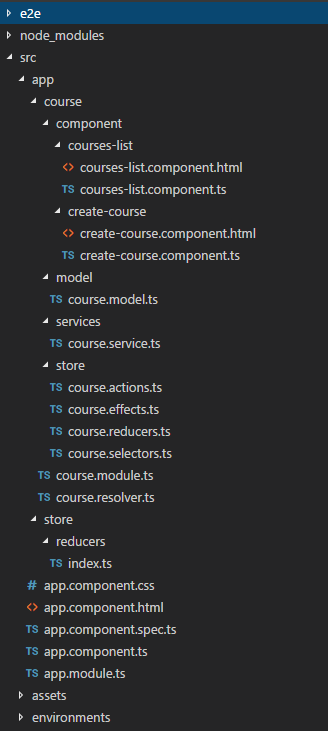 e2e
node_modules
src
app
course
component
courses-list
<> courses-list.component.html
TS courses-list.component.ts
create-course
<> create-course.component.html
TS create-course.component.ts
model
TS course.model.ts
services
TS course.service.ts
store
TS course.actions.ts
TS course.effects.ts
TS course.reducers.ts
TS course.selectors.ts
TS course.module.ts
TS course.resolver.ts
store
reducers
TS index.ts
# app.component.css
<> app.component.html
TS app.component.spec.ts
TS app.component.ts
TS app.module.ts
assets
environments